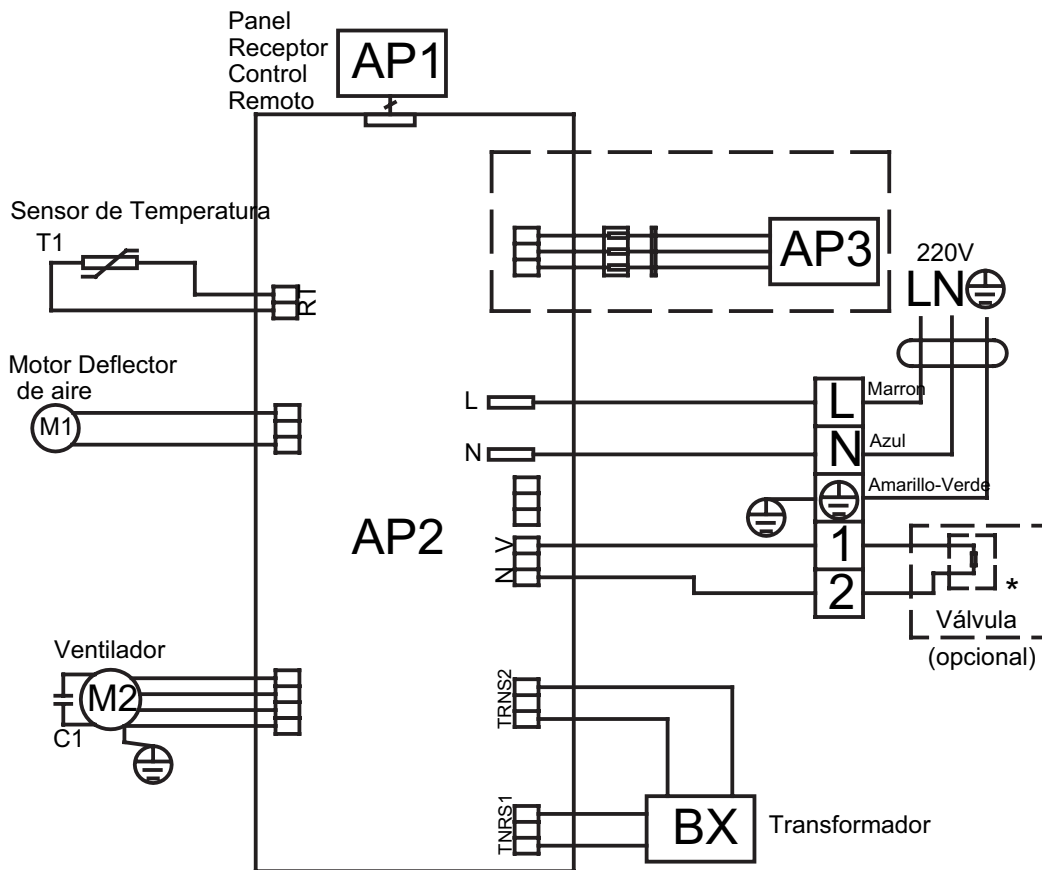 Panel
Receptor
Control
Remoto
AP1
Sensor de Temperatura
T1
RT
AP3
220V
LN
Motor Deflector
de aire
M1
L
L
Marron
N
N
Azul
Amarillo-Verde
AP2
V
1
N
2
*
Válvula
(opcional)
Ventilador
M2
C1
TRNS2
TNRS1
BX
Transformador